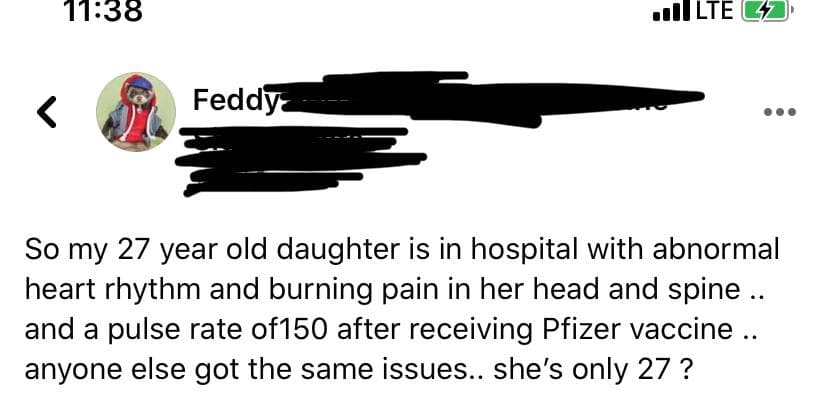 11:38 LTE
Feddy
So my 27 year old daughter is in hospital with abnormal
heart rhythm and burning pain in her head and spine ..
and a pulse rate of150 after receiving Pfizer vaccine ..
anyone else got the same issues.. she’s only 27 ?